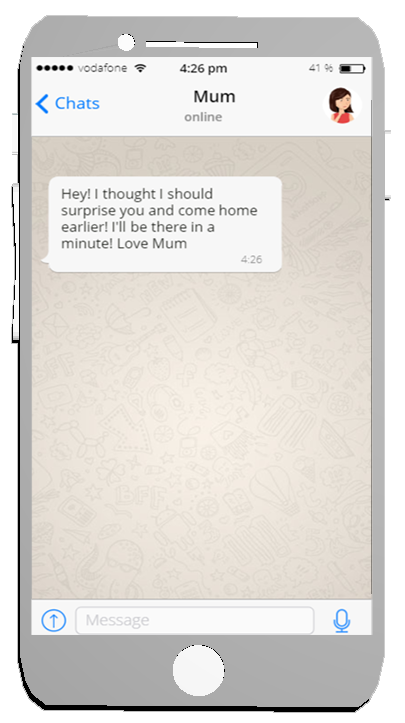 vodafone 4:26 pm 41 %
Chats Mum
online
Hey! I thought I should
surprise you and come home
earlier! I'll be there in a
minute! Love Mum
4:26
BFF
Message